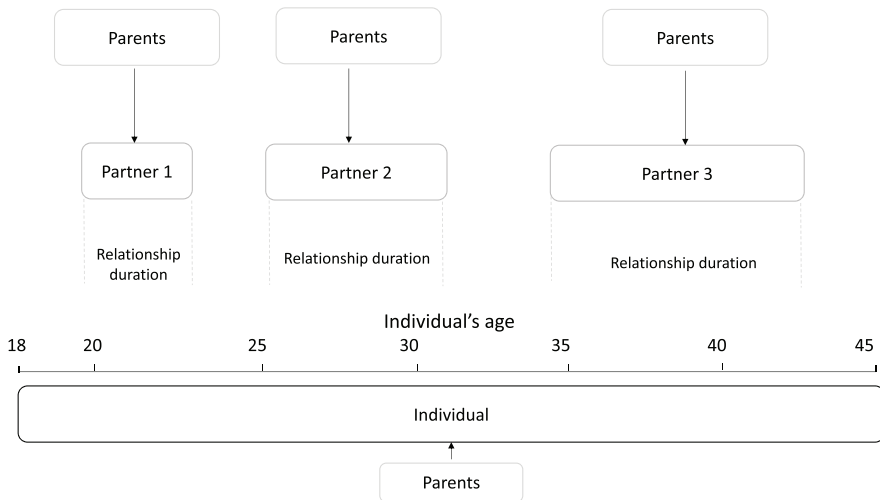 Parents
Parents
Parents
Partner 1
Partner 2
Partner 3
Relationship
duration
Relationship duration
Relationship duration
Individual’s age
18 20 25 30 35 40 45
Individual
Parents